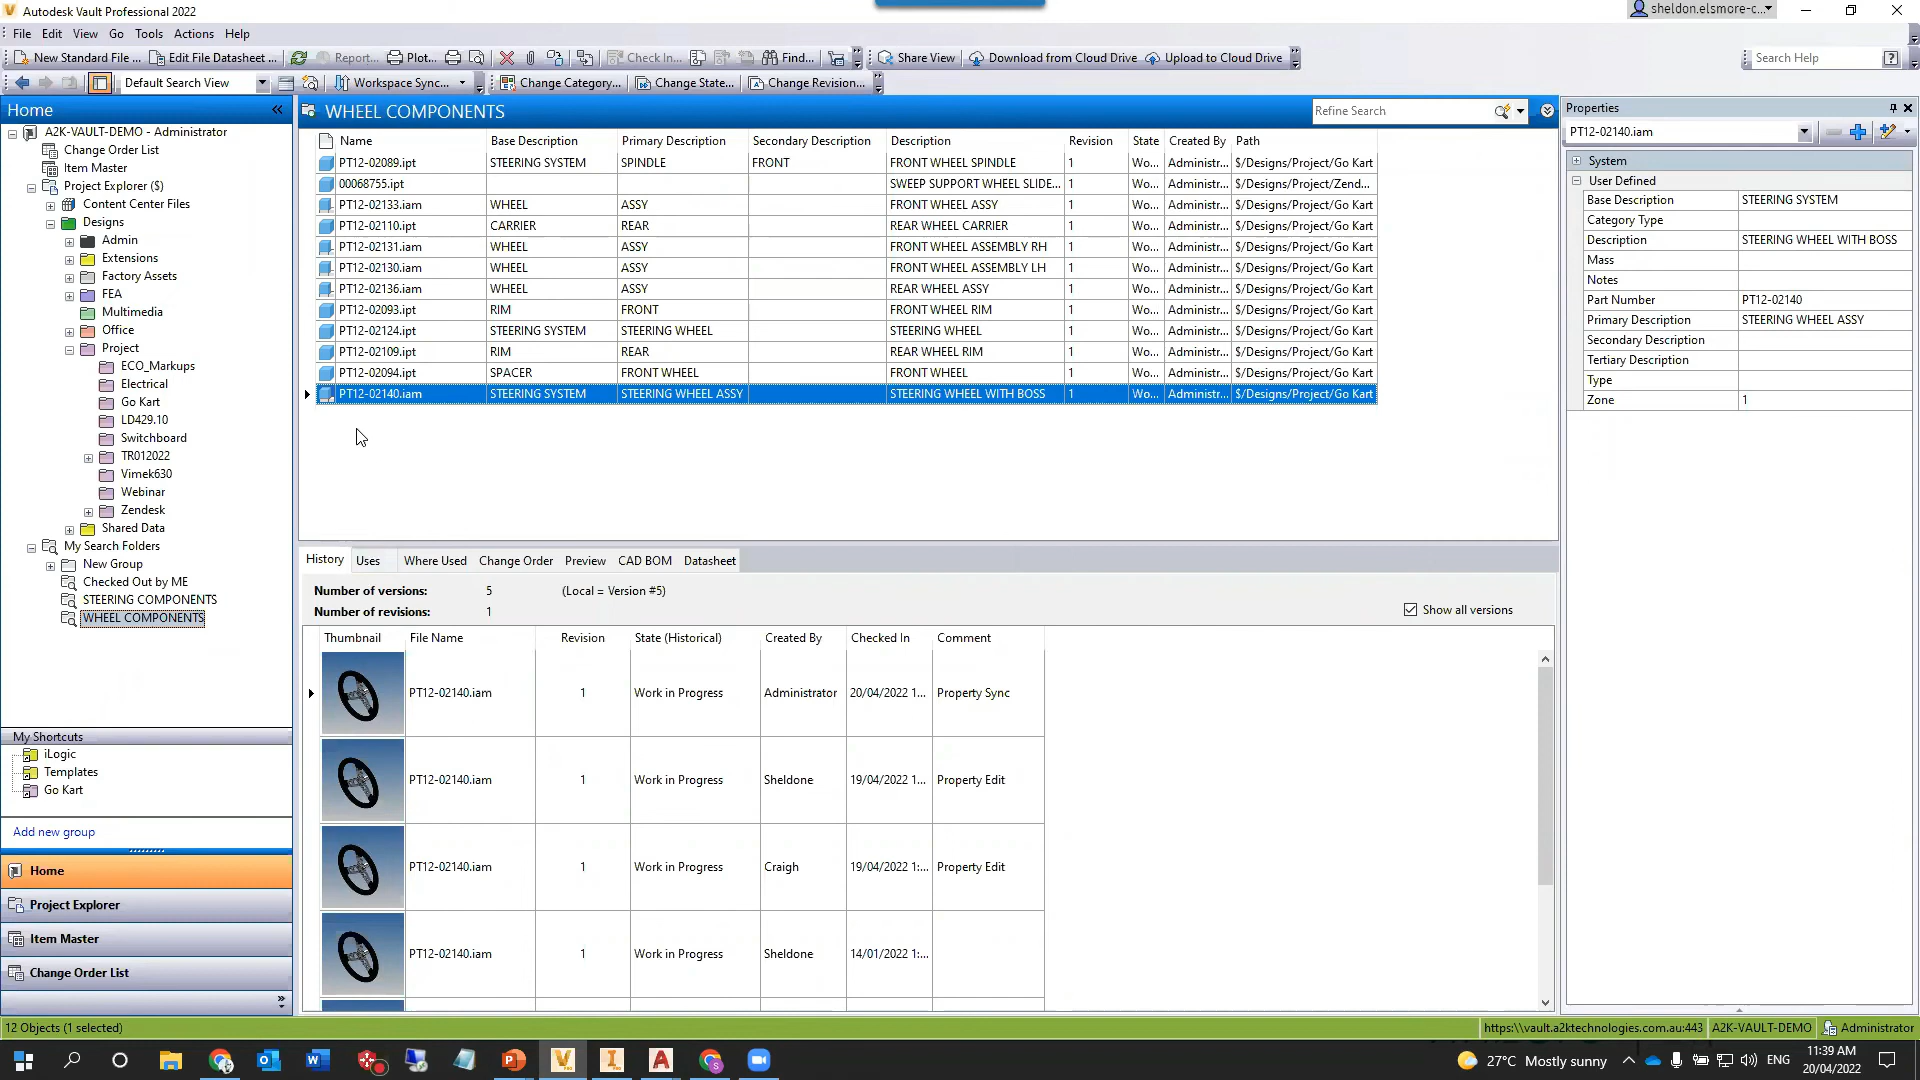 Autodesk Vault Professional 2022
sheldon.elsmore-c...
File Edit View Go Tools Actions Help
New Standard File ... Edit File Datasheet ... Report... Plot... Check In... Find... Share View Download from Cloud Drive Upload to Cloud Drive Search Help
Default Search View Workspace Sync... Change Category... Change State... Change Revision...
Home
A2K-VAULT-DEMO - Administrator
Change Order List
Item Master
Project Explorer ($)
Content Center Files
Designs
Admin
Extensions
Factory Assets
FEA
Multimedia
Office
Project
ECO_Markups
Electrical
Go Kart
LD429.10
Switchboard
TR012022
Vimek630
Webinar
Zendesk
Shared Data
My Search Folders
New Group
Checked Out by ME
STEERING COMPONENTS
WHEEL COMPONENTS
My Shortcuts
iLogic
Templates
Go Kart
Add new group
Home
Project Explorer
Item Master
Change Order List
WHEEL COMPONENTS
Refine Search
Name Base Description Primary Description Secondary Description Description Revision State Created By Path
PT12-02089.ipt STEERING SYSTEM SPINDLE FRONT FRONT WHEEL SPINDLE 1 Wo... Administr... $/Designs/Project/Go Kart
00068755.ipt SWEEP SUPPORT WHEEL SLIDE... 1 Wo... Administr... $/Designs/Project/Zend...
PT12-02133.iam WHEEL ASSY FRONT WHEEL ASSY 1 Wo... Administr... $/Designs/Project/Go Kart
PT12-02110.ipt CARRIER REAR REAR WHEEL CARRIER 1 Wo... Administr... $/Designs/Project/Go Kart
PT12-02131.iam WHEEL ASSY FRONT WHEEL ASSEMBLY RH 1 Wo... Administr... $/Designs/Project/Go Kart
PT12-02130.iam WHEEL ASSY FRONT WHEEL ASSEMBLY LH 1 Wo... Administr... $/Designs/Project/Go Kart
PT12-02136.iam WHEEL ASSY REAR WHEEL ASSY 1 Wo... Administr... $/Designs/Project/Go Kart
PT12-02093.ipt RIM FRONT FRONT WHEEL RIM 1 Wo... Administr... $/Designs/Project/Go Kart
PT12-02124.ipt STEERING SYSTEM STEERING WHEEL STEERING WHEEL 1 Wo... Administr... $/Designs/Project/Go Kart
PT12-02109.ipt RIM REAR REAR WHEEL RIM 1 Wo... Administr... $/Designs/Project/Go Kart
PT12-02094.ipt SPACER FRONT WHEEL FRONT WHEEL 1 Wo... Administr... $/Designs/Project/Go Kart
PT12-02140.iam STEERING SYSTEM STEERING WHEEL ASSY STEERING WHEEL WITH BOSS 1 Wo... Administr... $/Designs/Project/Go Kart
History Uses Where Used Change Order Preview CAD BOM Datasheet
Number of versions: 5 (Local = Version #5)
Number of revisions: 1
Show all versions
Thumbnail File Name Revision State (Historical) Created By Checked In Comment
PT12-02140.iam 1 Work in Progress Administrator 20/04/2022 1... Property Sync
PT12-02140.iam 1 Work in Progress Sheldone 19/04/2022 1... Property Edit
PT12-02140.iam 1 Work in Progress Craigh 19/04/2022 1:... Property Edit
PT12-02140.iam 1 Work in Progress Sheldone 14/01/2022 1:...
Properties
PT12-02140.iam
System
User Defined
Base Description STEERING SYSTEM
Category Type
Description STEERING WHEEL WITH BOSS
Mass
Notes
Part Number PT12-02140
Primary Description STEERING WHEEL ASSY
Secondary Description
Tertiary Description
Type
Zone 1
12 Objects (1 selected)
https://vault.a2ktechnologies.com.au:443 A2K-VAULT-DEMO Administrator
27°C Mostly sunny
ENG
11:39 AM
20/04/2022